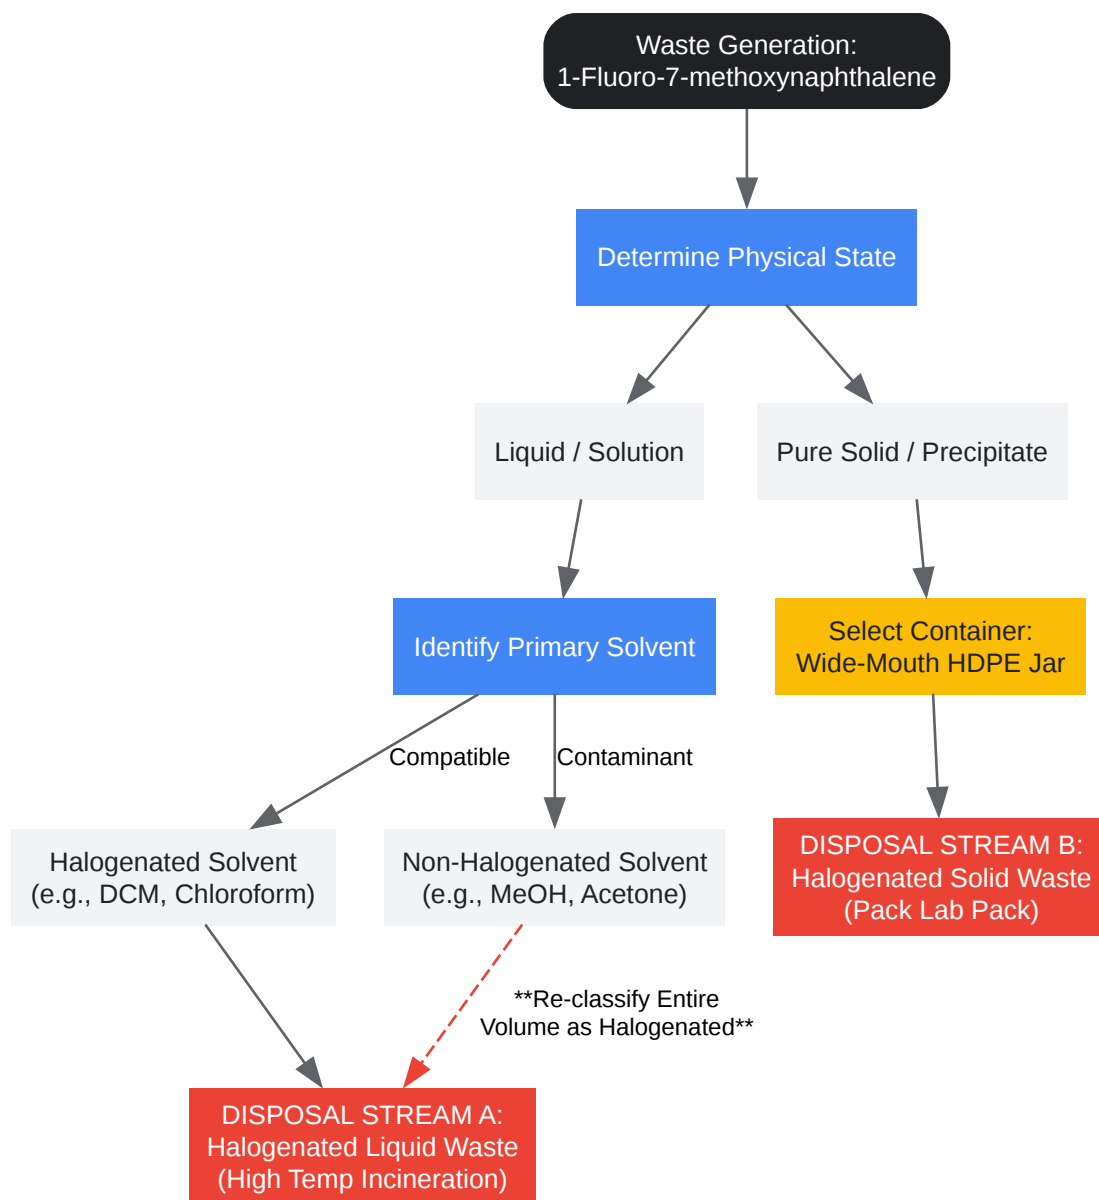 Waste Generation:
1-Fluoro-7-methoxynaphthalene
Determine Physical State
Liquid / Solution
Pure Solid / Precipitate
Identify Primary Solvent
Select Container:
Wide-Mouth HDPE Jar
Compatible
Contaminant
Halogenated Solvent
(e.g., DCM, Chloroform)
Non-Halogenated Solvent
(e.g., MeOH, Acetone)
DISPOSAL STREAM B:
Halogenated Solid Waste
(Pack Lab Pack)
**Re-classify Entire
Volume as Halogenated**
DISPOSAL STREAM A:
Halogenated Liquid Waste
(High Temp Incineration)